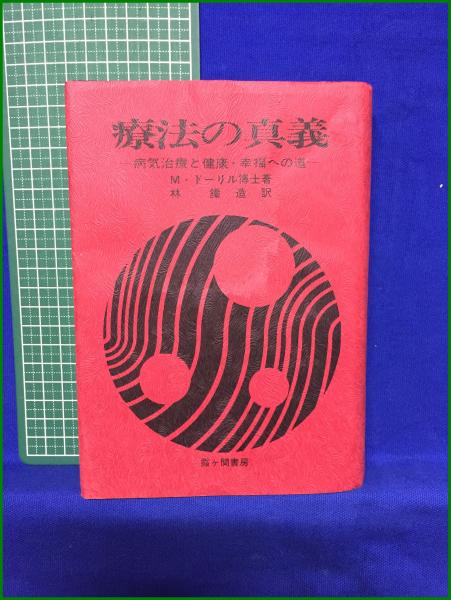 療法の真義
―病気治療と健康・幸福への道―
M・ドーリル博士著
林 鐵 造 訳
霞ケ関書房